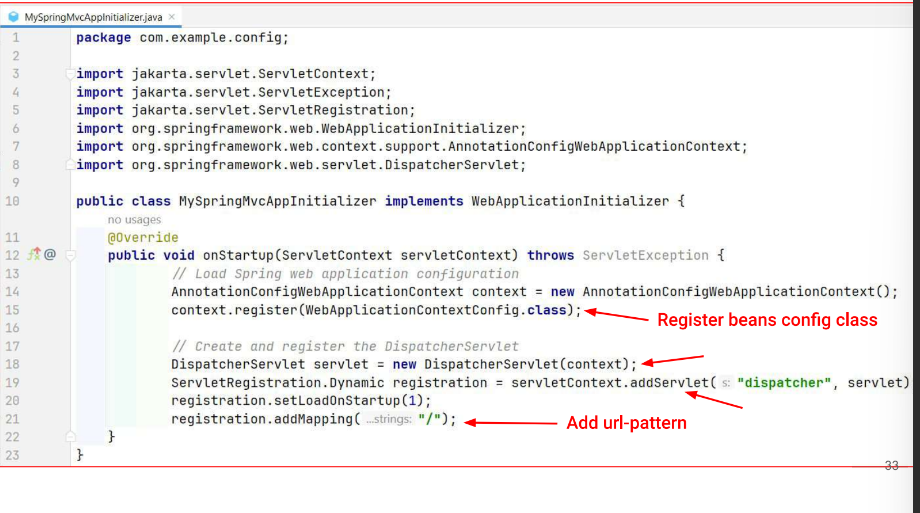 MySpringMvcAppInitializer.java ×
1 package com.example.config;
2
3 import jakarta.servlet.ServletContext;
4 import jakarta.servlet.ServletException;
5 import jakarta.servlet.ServletRegistration;
6 import org.springframework.web.WebApplicationInitializer;
7 import org.springframework.web.context.support.AnnotationConfigWebApplicationContext;
8 import org.springframework.web.servlet.DispatcherServlet;
9
10 public class MySpringMvcAppInitializer implements WebApplicationInitializer {
no usages
11 @Override
12 @ public void onStartup(ServletContext servletContext) throws ServletException {
13 // Load Spring web application configuration
14 AnnotationConfigWebApplicationContext context = new AnnotationConfigWebApplicationContext();
15 context.register(WebApplicationContextConfig.class);
Register beans config class
16
17 // Create and register the DispatcherServlet
18 DispatcherServlet servlet = new DispatcherServlet(context);
19 ServletRegistration.Dynamic registration = servletContext.addServlet( s: "dispatcher", servlet)
20 registration.setLoadOnStartup(1);
21 registration.addMapping( ...strings: "/");
Add url-pattern
22 }
23 }
33